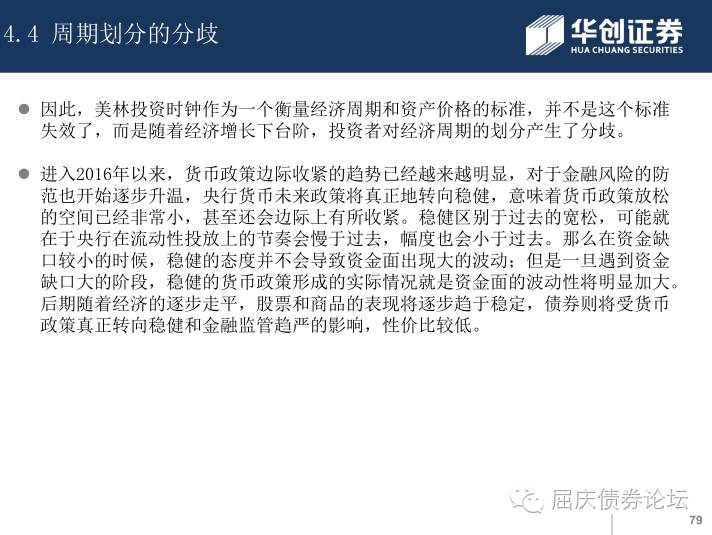 4.4 周期划分的分歧
华创证券
HUA CHUANG SECURITIES
● 因此，美林投资时钟作为一个衡量经济周期和资产价格的标准，并不是这个标准
失效了，而是随着经济增长下台阶，投资者对经济周期的划分产生了分歧。
● 进入2016年以来，货币政策边际收紧的趋势已经越来越明显，对于金融风险的防
范也开始逐步升温，央行货币未来政策将真正地转向稳健，意味着货币政策放松
的空间已经非常小，甚至还会边际上有所收紧。稳健区别于过去的宽松，可能就
在于央行在流动性投放上的节奏会慢于过去，幅度也会小于过去。那么在资金缺
口较小的时候，稳健的态度并不会导致资金面出现大的波动；但是一旦遇到资金
缺口大的阶段，稳健的货币政策形成的实际情况就是资金面的波动性将明显加大。
后期随着经济的逐步走平，股票和商品的表现将逐步趋于稳定，债券则将受货币
政策真正转向稳健和金融监管趋严的影响，性价比较低。
屈庆债券论坛
79